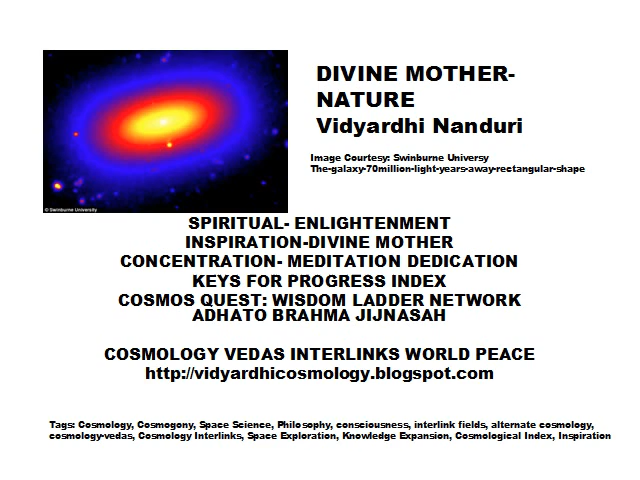 DIVINE MOTHER-
NATURE
Vidyardhi Nanduri
Image Courtesy: Swinburne Universy
The-galaxy-70million-light-years-away-rectangular-shape
© Swinburne University
SPIRITUAL- ENLIGHTENMENT
INSPIRATION-DIVINE MOTHER
CONCENTRATION- MEDITATION DEDICATION
KEYS FOR PROGRESS INDEX
COSMOS QUEST: WISDOM LADDER NETWORK
ADHATO BRAHMA JIJNASAH
COSMOLOGY VEDAS INTERLINKS WORLD PEACE
http://vidyardhicosmology.blogspot.com
Tags: Cosmology, Cosmogony, Space Science, Philosophy, consciousness, interlink fields, alternate cosmology,
cosmology-vedas, Cosmology Interlinks, Space Exploration, Knowledge Expansion, Cosmological Index, Inspiration